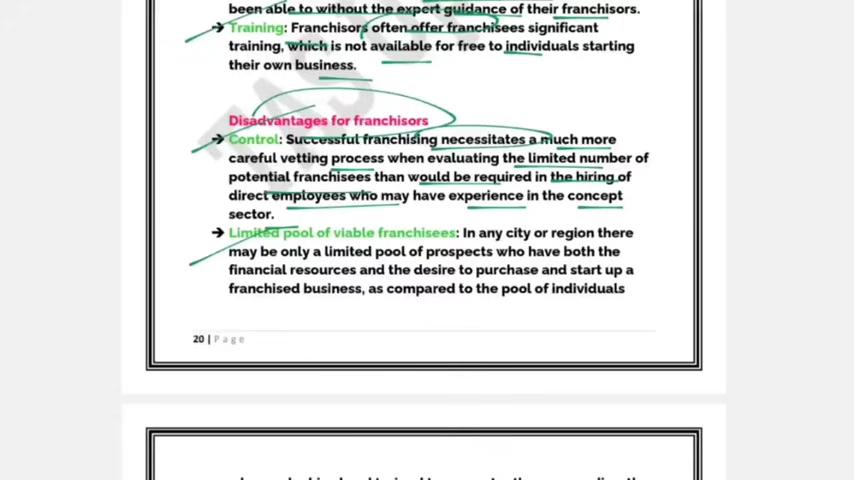 been able to without the expert guidance of their franchisors.
→ Training: Franchisors often offer franchisees significant
training, which is not available for free to individuals starting
their own business.
Disadvantages for franchisors
→ Control: Successful franchising necessitates a much more
careful vetting process when evaluating the limited number of
potential franchisees than would be required in the hiring of
direct employees who may have experience in the concept
sector.
→ Limited pool of viable franchisees: In any city or region there
may be only a limited pool of prospects who have both the
financial resources and the desire to purchase and start up a
franchised business, as compared to the pool of individuals
20 | Page